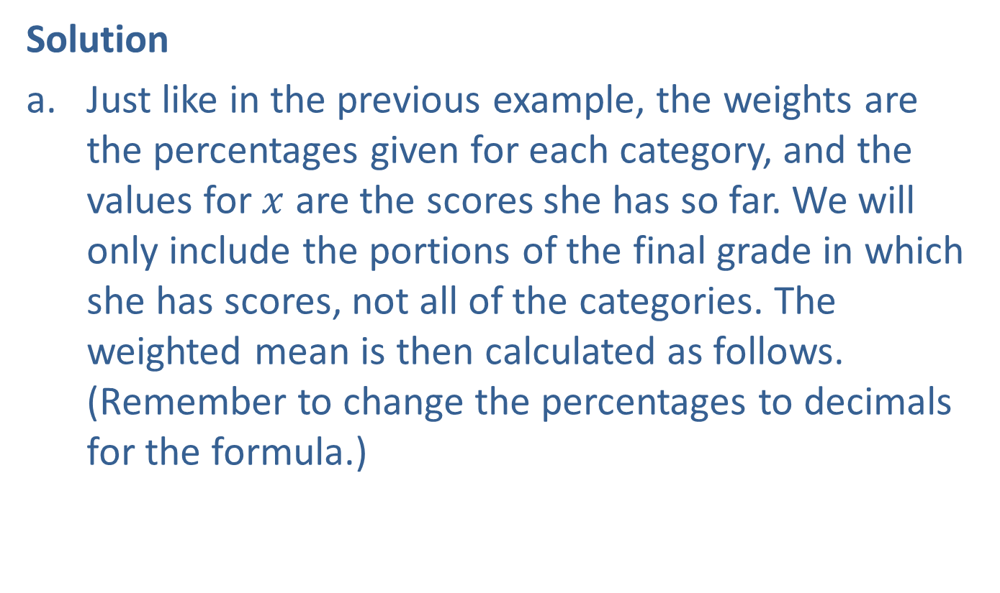 Solution
a. Just like in the previous example, the weights are
the percentages given for each category, and the
values for x are the scores she has so far. We will
only include the portions of the final grade in which
she has scores, not all of the categories. The
weighted mean is then calculated as follows.
(Remember to change the percentages to decimals
for the formula.)